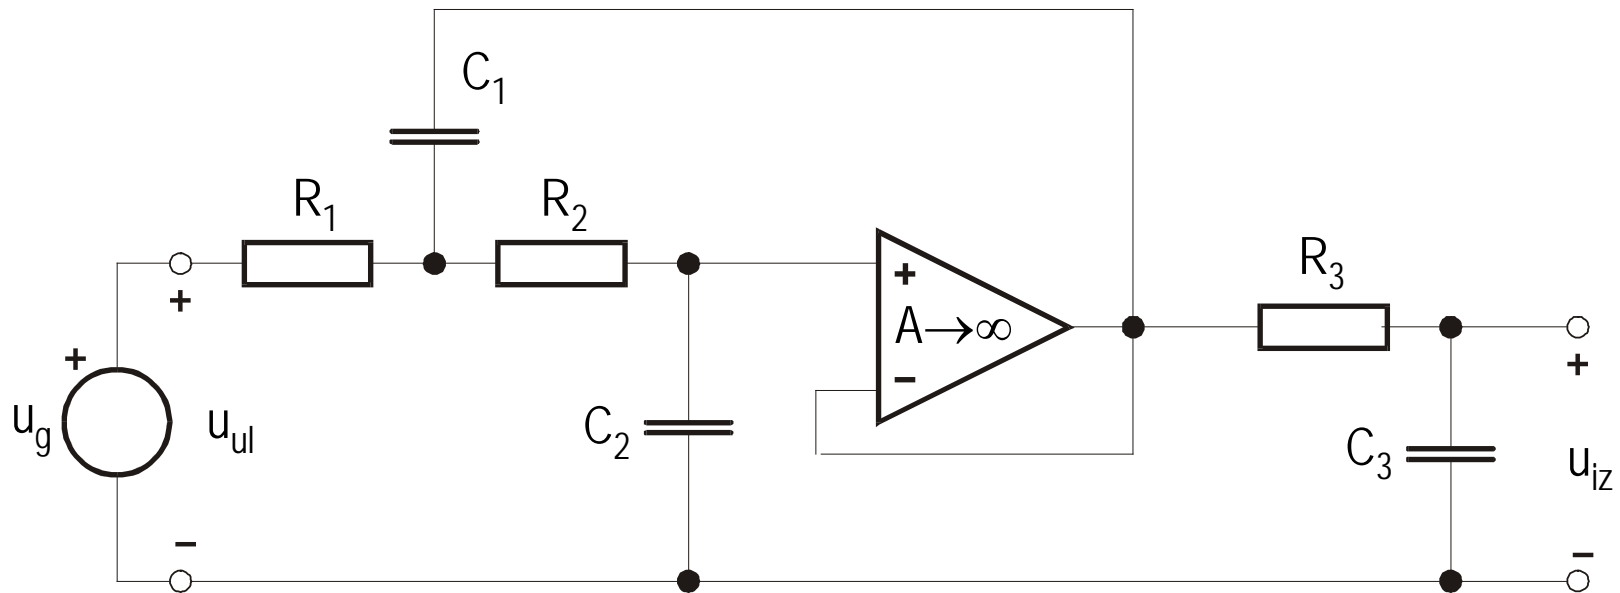 C1
R1
R2
R3
+
+
A→∞
−
+
+
ug
uul
C2
C3
uiz
−
−